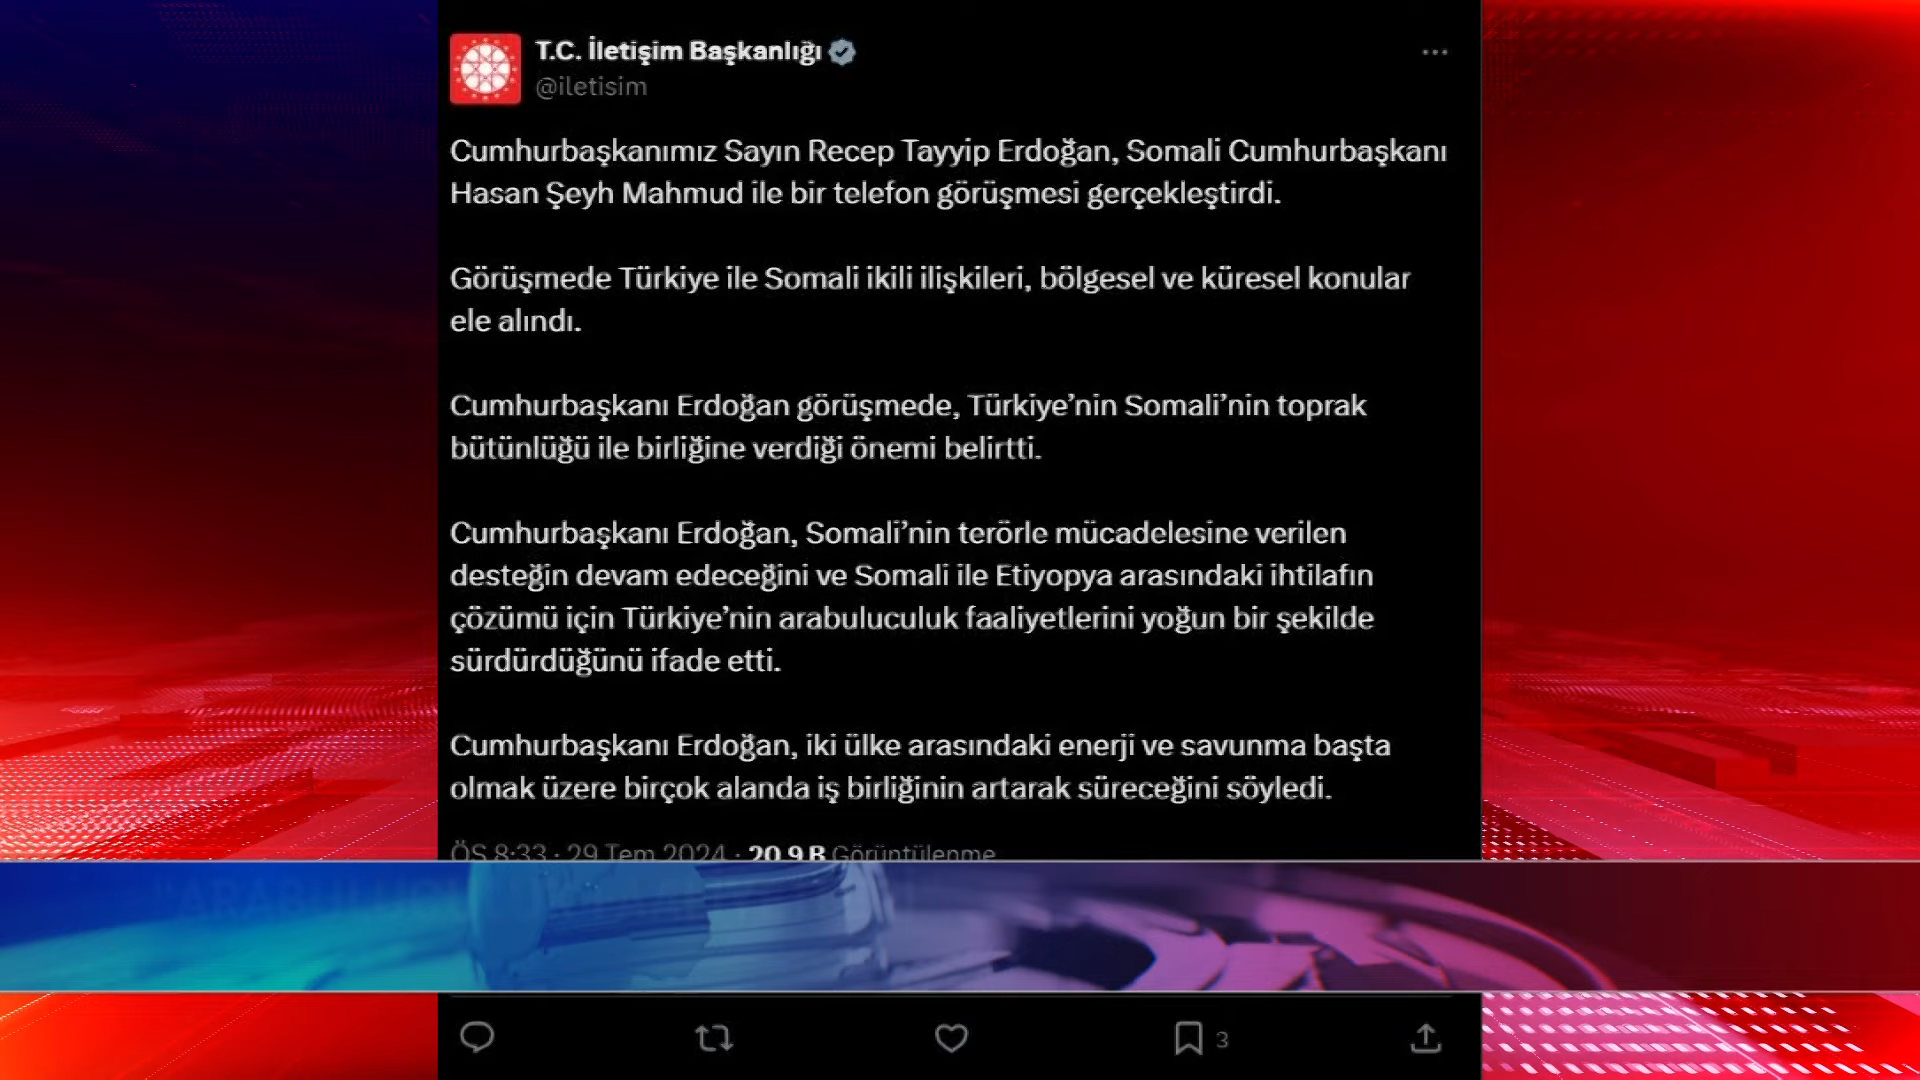 T.C. İletişim Başkanlığı
@iletisim
Cumhurbaşkanımız Sayın Recep Tayyip Erdoğan, Somali Cumhurbaşkanı
Hasan Şeyh Mahmud ile bir telefon görüşmesi gerçekleştirdi.
Görüşmede Türkiye ile Somali ikili ilişkileri, bölgesel ve küresel konular
ele alındı.
Cumhurbaşkanı Erdoğan görüşmede, Türkiye’nin Somali’nin toprak
bütünlüğü ile birliğine verdiği önemi belirtti.
Cumhurbaşkanı Erdoğan, Somali’nin terörle mücadelesine verilen
desteğin devam edeceğini ve Somali ile Etiyopya arasındaki ihtilafın
çözümü için Türkiye’nin arabuluculuk faaliyetlerini yoğun bir şekilde
sürdürdüğünü ifade etti.
Cumhurbaşkanı Erdoğan, iki ülke arasındaki enerji ve savunma başta
olmak üzere birçok alanda iş birliğinin artarak süreceğini söyledi.
ÖS 8:33 · 29 Tem 2024 · 20,9 B Görüntülenme
3